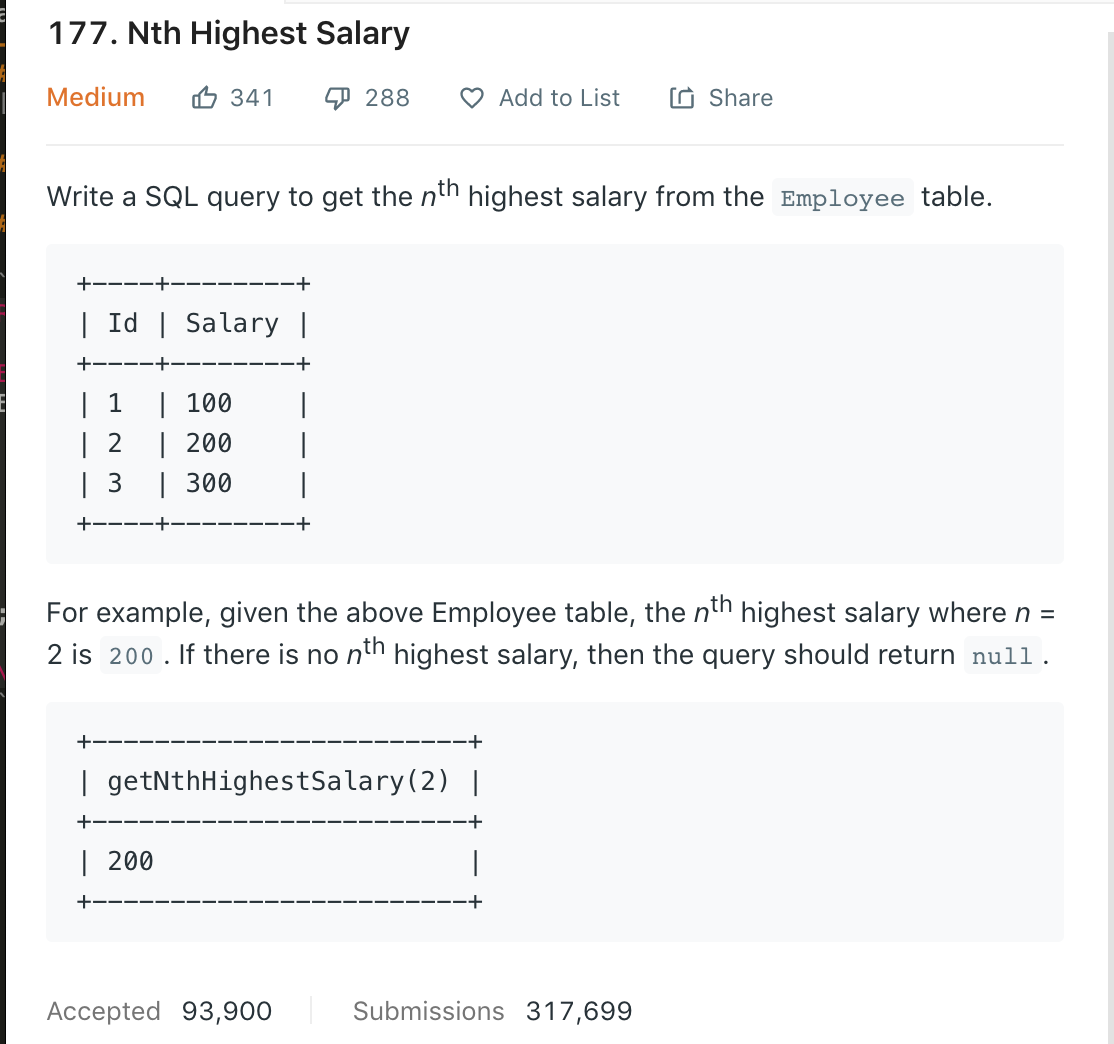 177. Nth Highest Salary
Medium 341 288 Add to List Share
Write a SQL query to get the nth highest salary from the Employee table.
+----+--------+
| Id | Salary |
+----+--------+
| 1  | 100    |
| 2  | 200    |
| 3  | 300    |
+----+--------+
For example, given the above Employee table, the nth highest salary where n =
2 is 200. If there is no nth highest salary, then the query should return null.
+------------------------+
| getNthHighestSalary(2) |
+------------------------+
| 200                    |
+------------------------+
Accepted 93,900 | Submissions 317,699